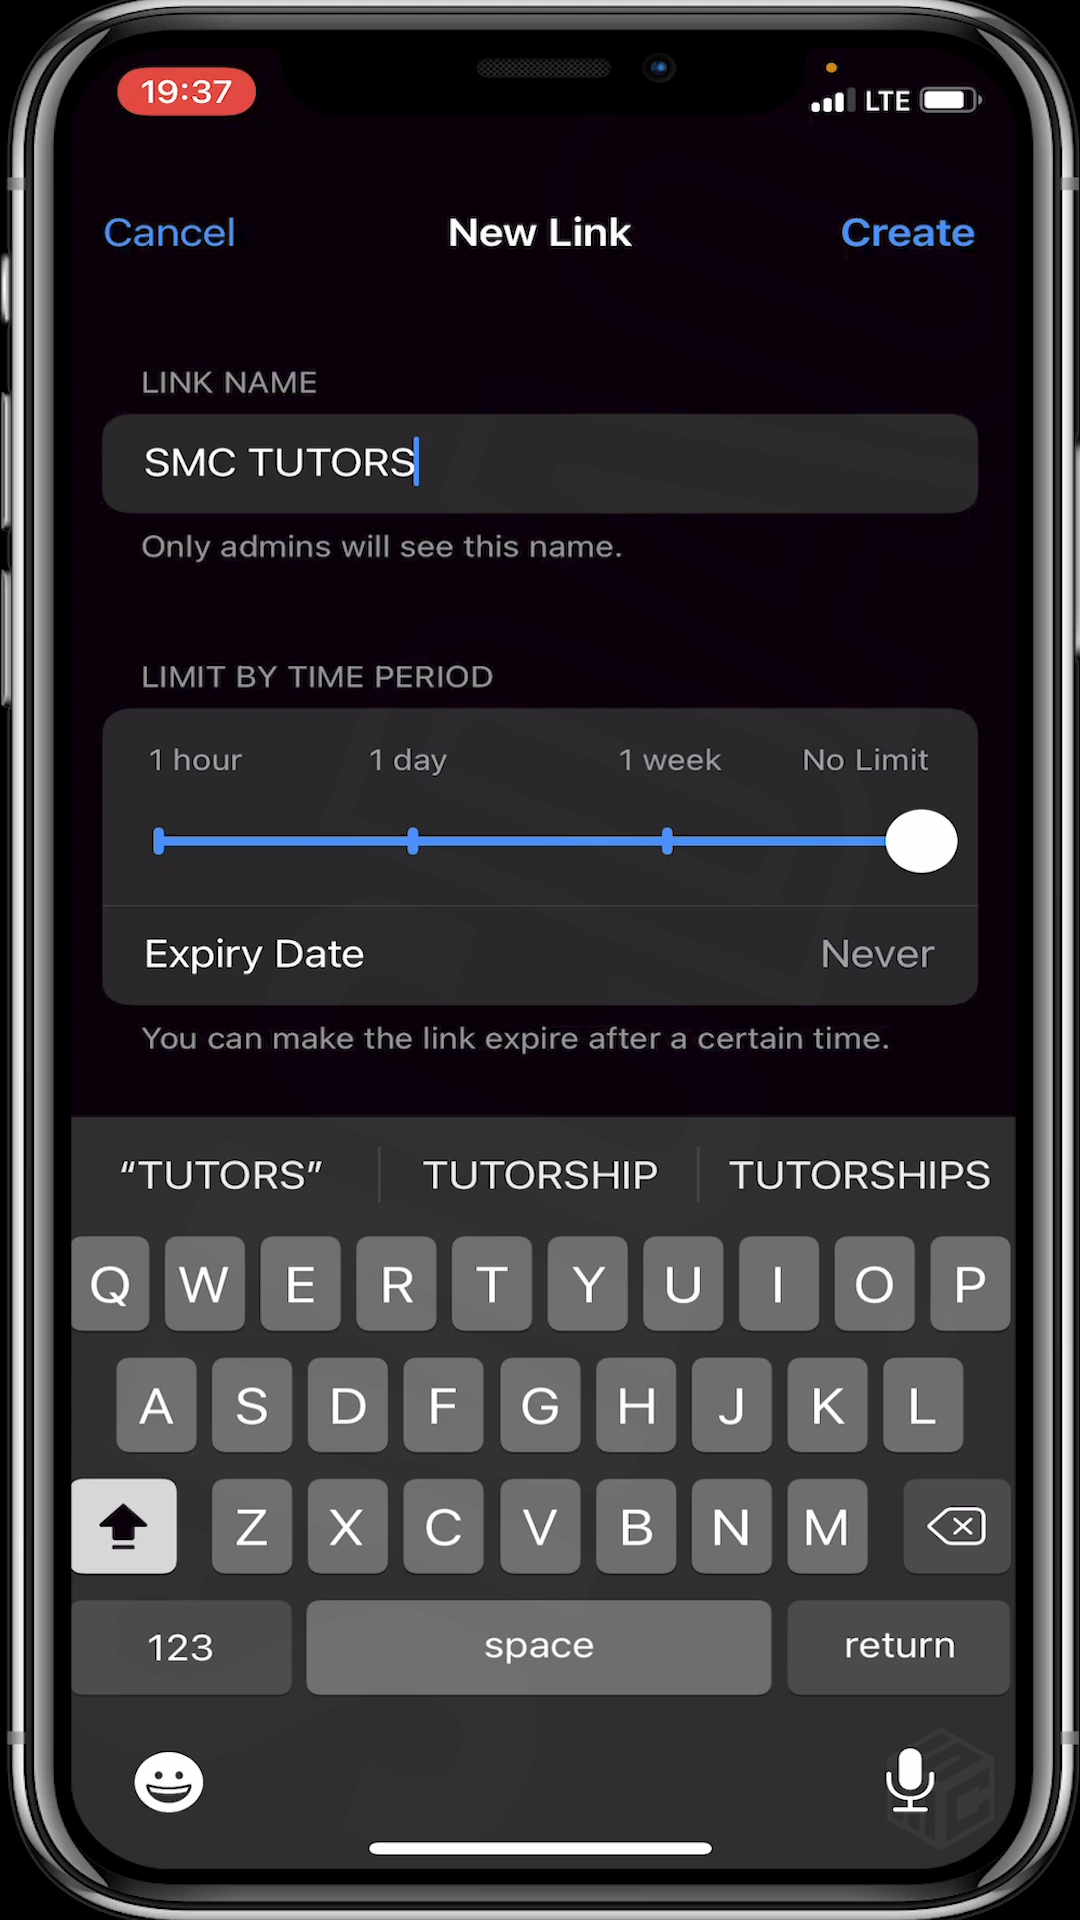 19:37
LTE
Cancel New Link Create
LINK NAME
SMC TUTORS
Only admins will see this name.
LIMIT BY TIME PERIOD
1 hour 1 day 1 week No Limit
Expiry Date Never
You can make the link expire after a certain time.
“TUTORS” TUTORSHIP TUTORSHIPS
Q W E R T Y U I O P
A S D F G H J K L
Z X C V B N M
123 space return